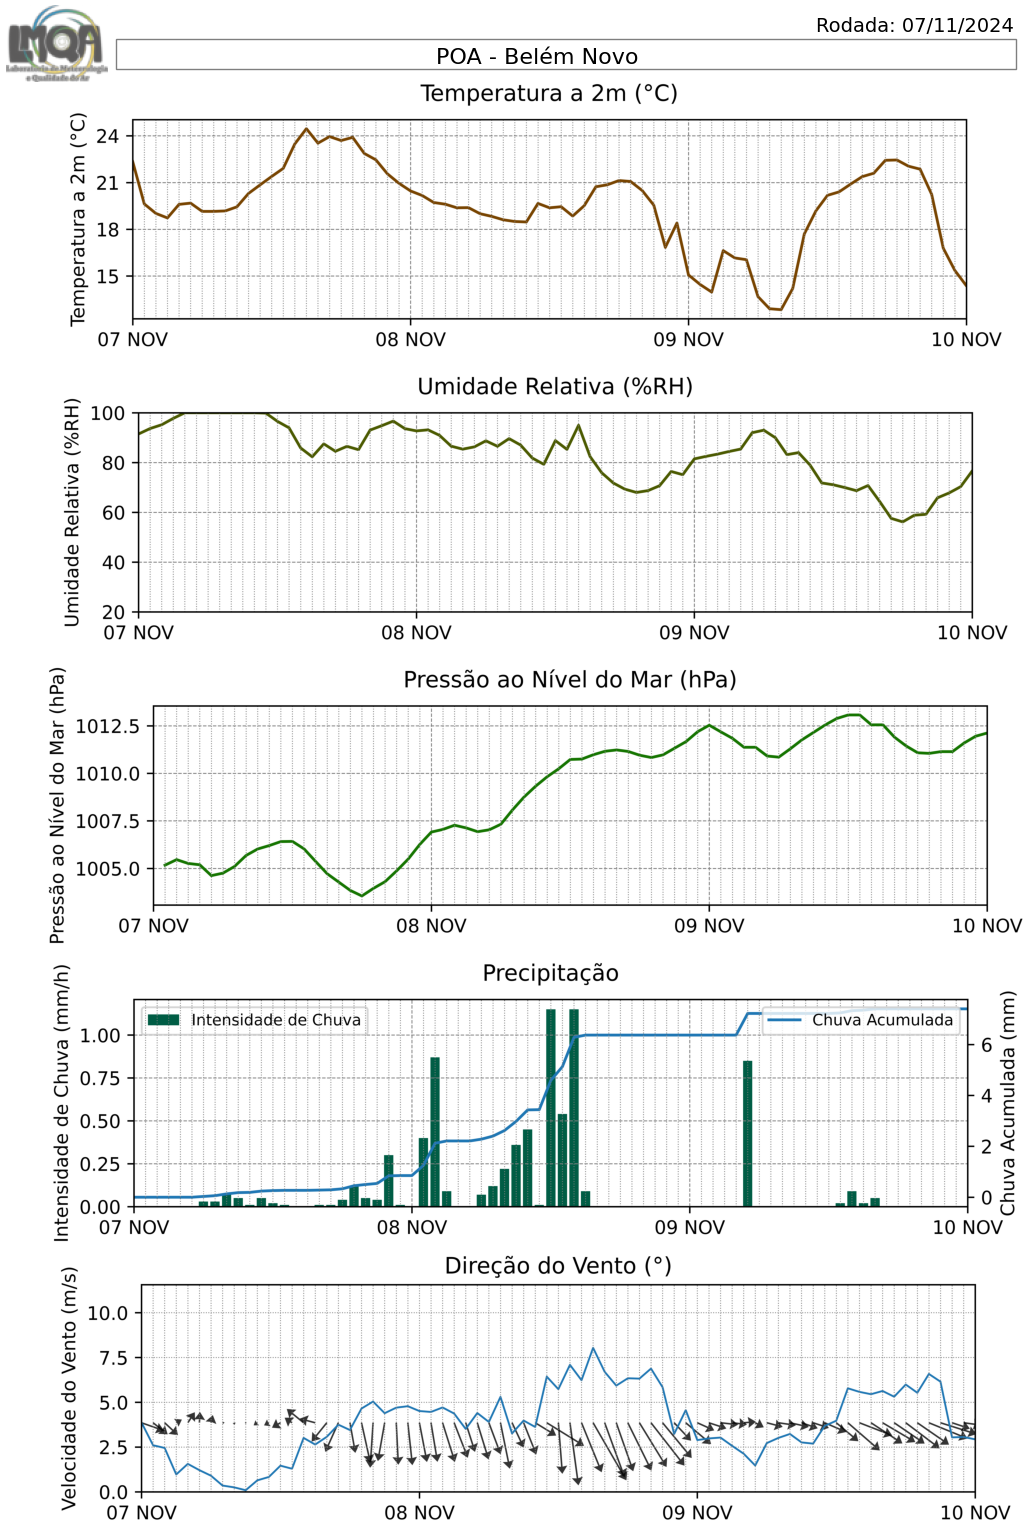 Rodada: 07/11/2024
LMQA
Laboratório de Meteorologia
e Qualidade do Ar
POA - Belém Novo
Temperatura a 2m (°C)
Temperatura a 2m (°C)
24
21
18
15
07 NOV 08 NOV 09 NOV 10 NOV
Umidade Relativa (%RH)
Umidade Relativa (%RH)
100
80
60
40
20
07 NOV 08 NOV 09 NOV 10 NOV
Pressão ao Nível do Mar (hPa)
Pressão ao Nível do Mar (hPa)
1012.5
1010.0
1007.5
1005.0
07 NOV 08 NOV 09 NOV 10 NOV
Precipitação
Intensidade de Chuva (mm/h)
Intensidade de Chuva
Chuva Acumulada
1.00
0.75
0.50
0.25
0.00
6
4
2
0
Chuva Acumulada (mm)
07 NOV 08 NOV 09 NOV 10 NOV
Direção do Vento (°)
Velocidade do Vento (m/s)
10.0
7.5
5.0
2.5
0.0
07 NOV 08 NOV 09 NOV 10 NOV